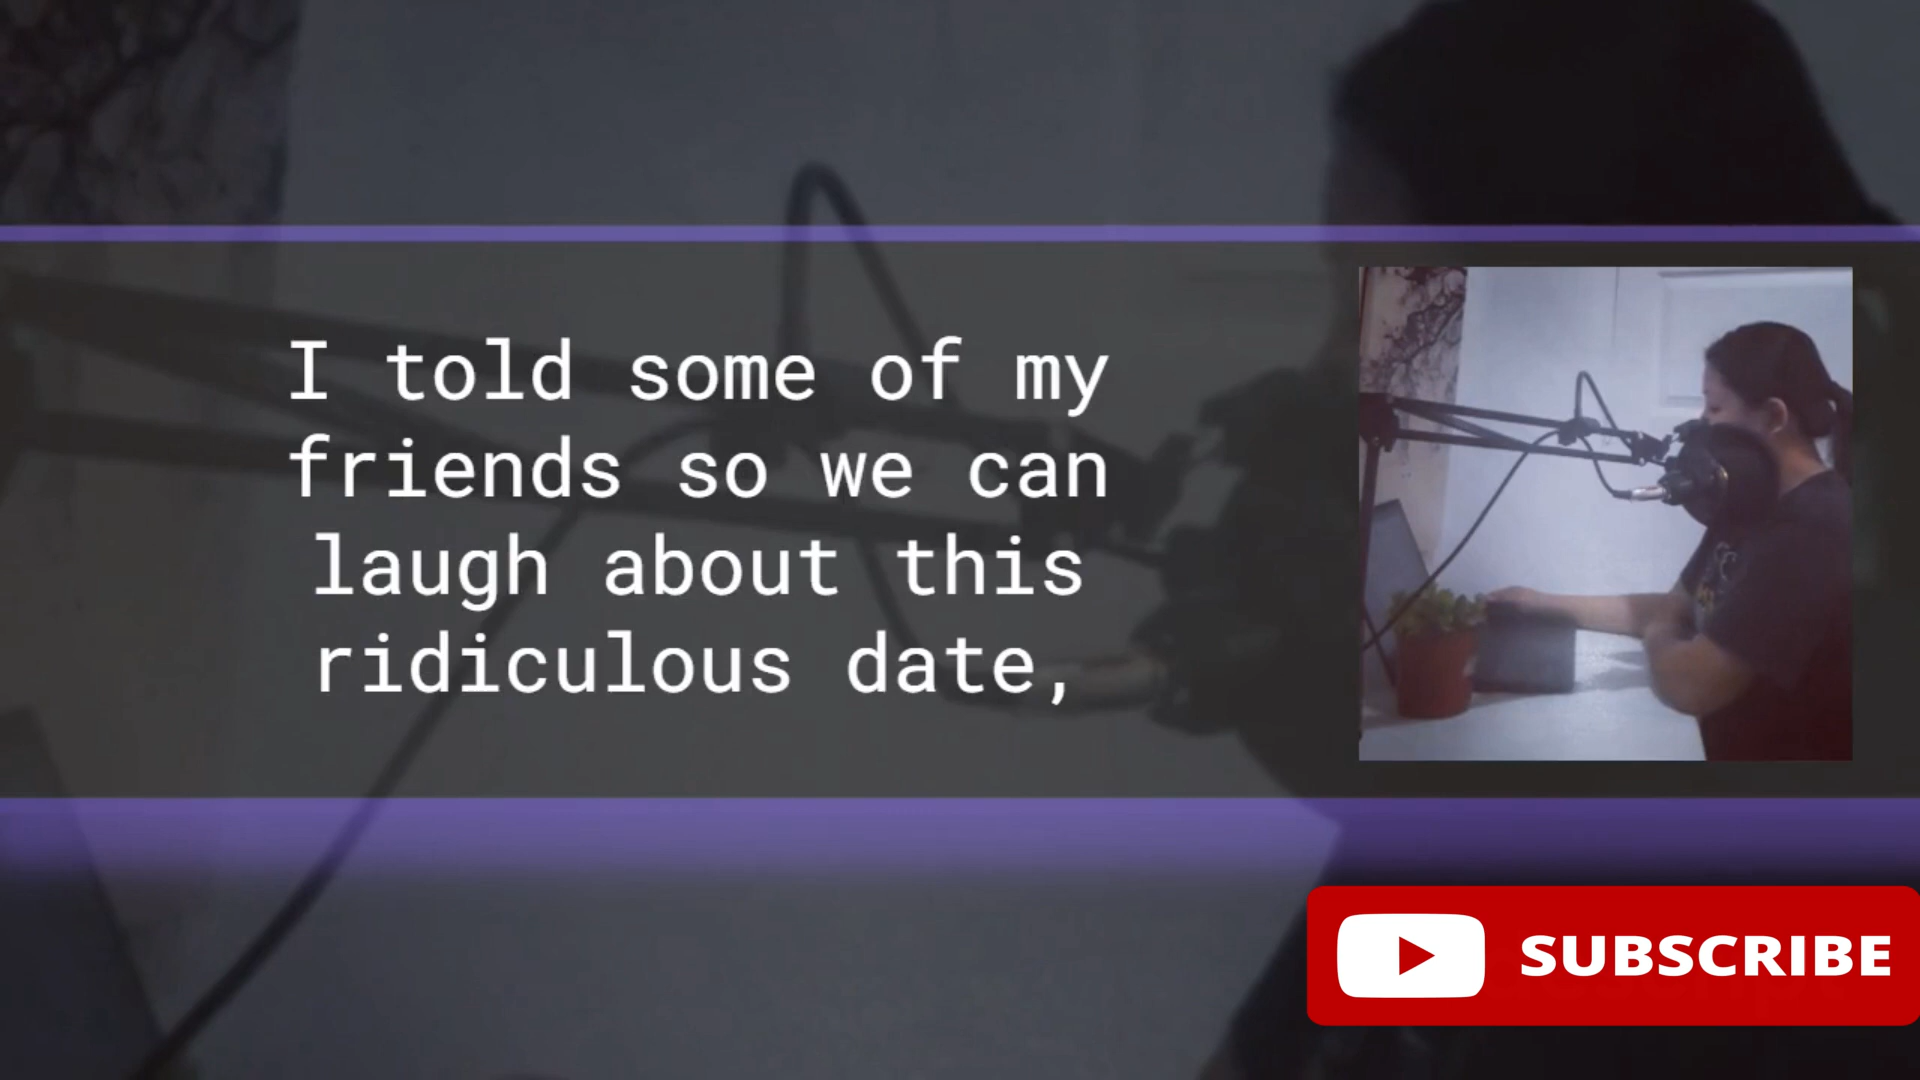 I told some of my
friends so we can
laugh about this
ridiculous date,
SUBSCRIBE